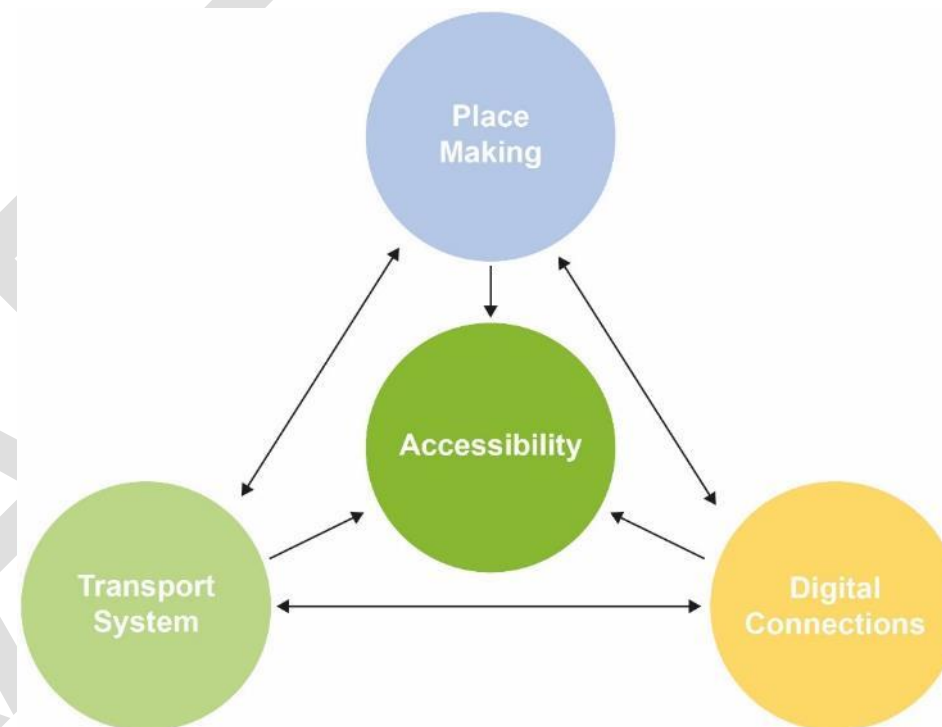 Place
Making
Accessibility
Transport
System
Digital
Connections